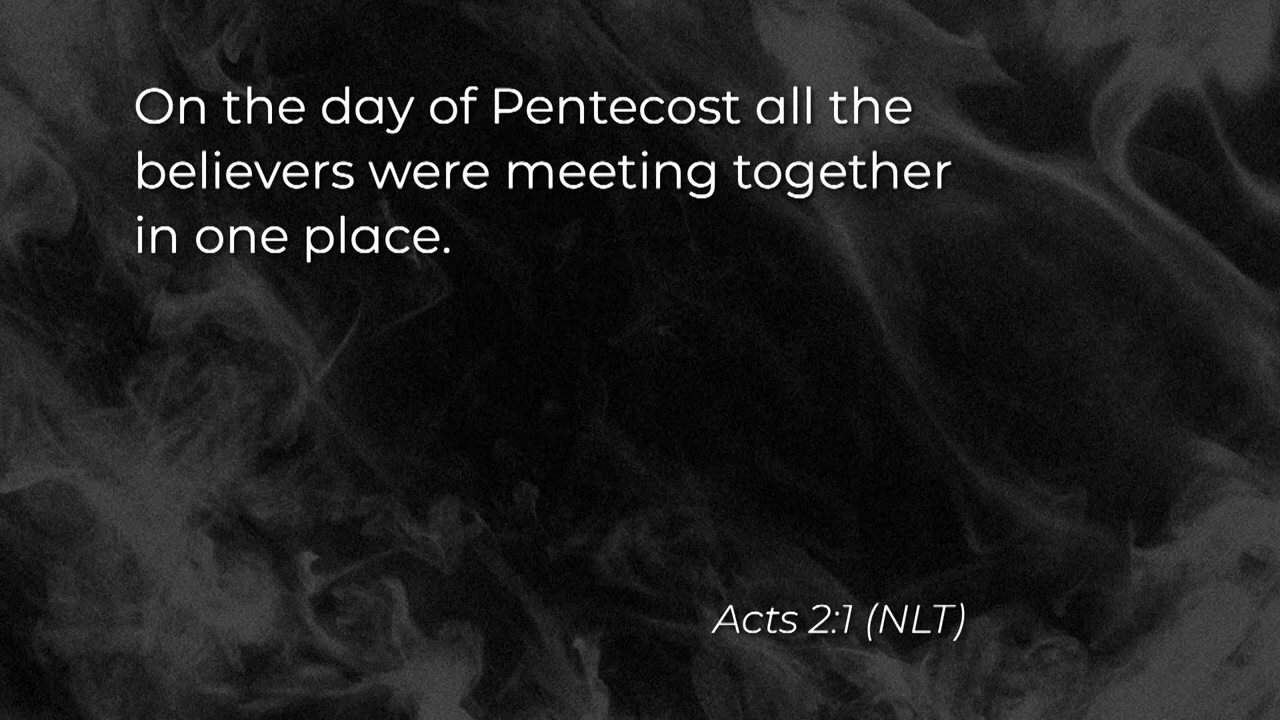 On the day of Pentecost all the
believers were meeting together
in one place.
Acts 2:1 (NLT)